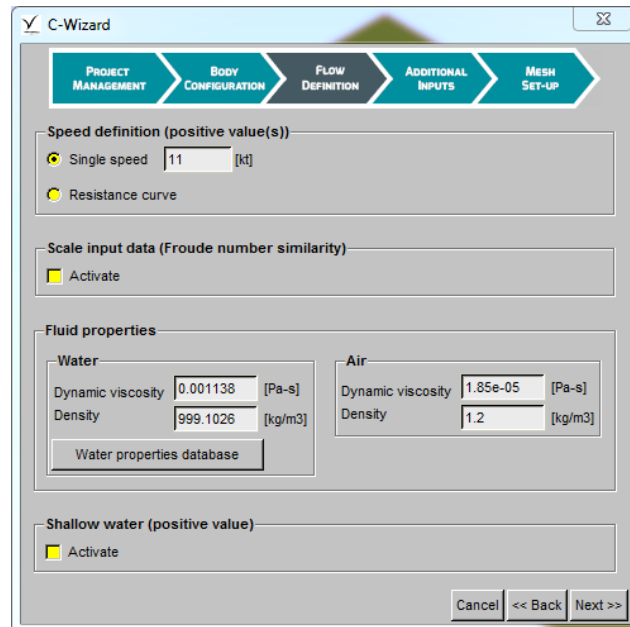 C-Wizard
PROJECT MANAGEMENT
BODY CONFIGURATION
FLOW DEFINITION
ADDITIONAL INPUTS
MESH SET-UP
Speed definition (positive value(s))
Single speed 11 [kt]
Resistance curve
Scale input data (Froude number similarity)
Activate
Fluid properties
Water
Dynamic viscosity 0.001138 [Pa-s]
Density 999.1026 [kg/m3]
Water properties database
Air
Dynamic viscosity 1.85e-05 [Pa-s]
Density 1.2 [kg/m3]
Shallow water (positive value)
Activate
Cancel << Back Next >>